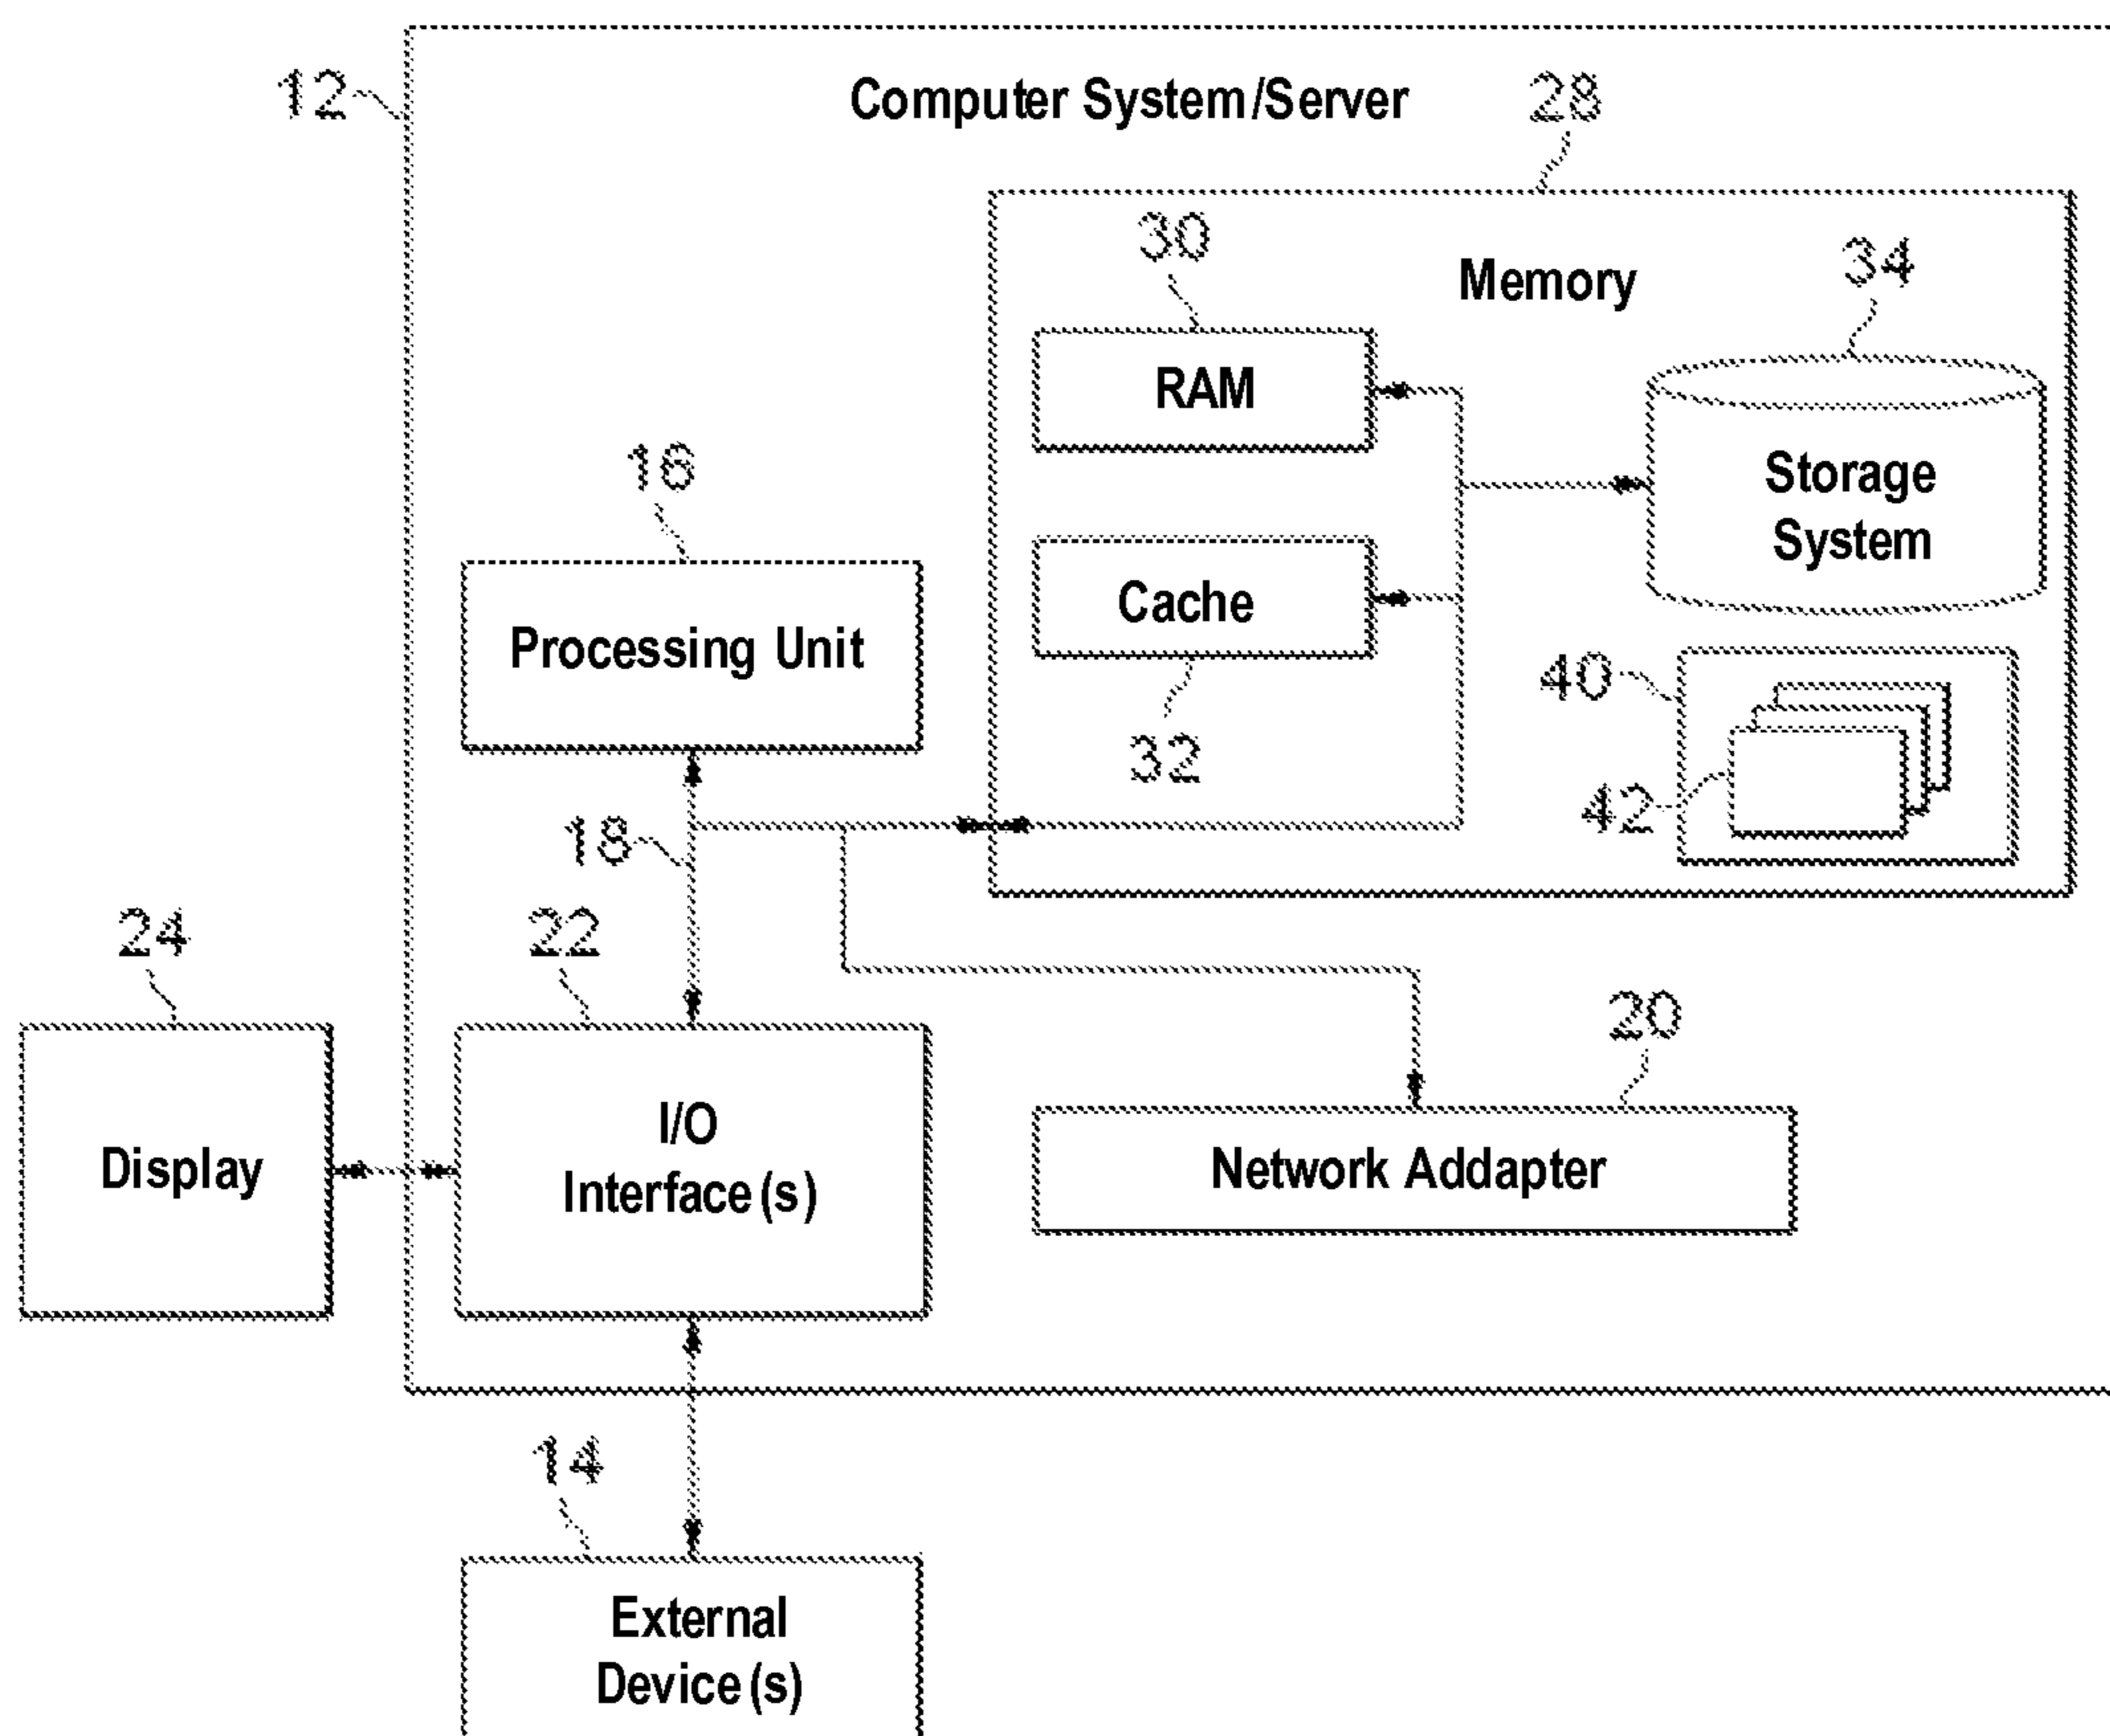 12
Computer System/Server
28
30
Memory
34
RAM
Storage
System
16
Cache
Processing Unit
40
32
42
18
24
22
20
Display
I/O
Interface(s)
Network Addapter
14
External
Device(s)